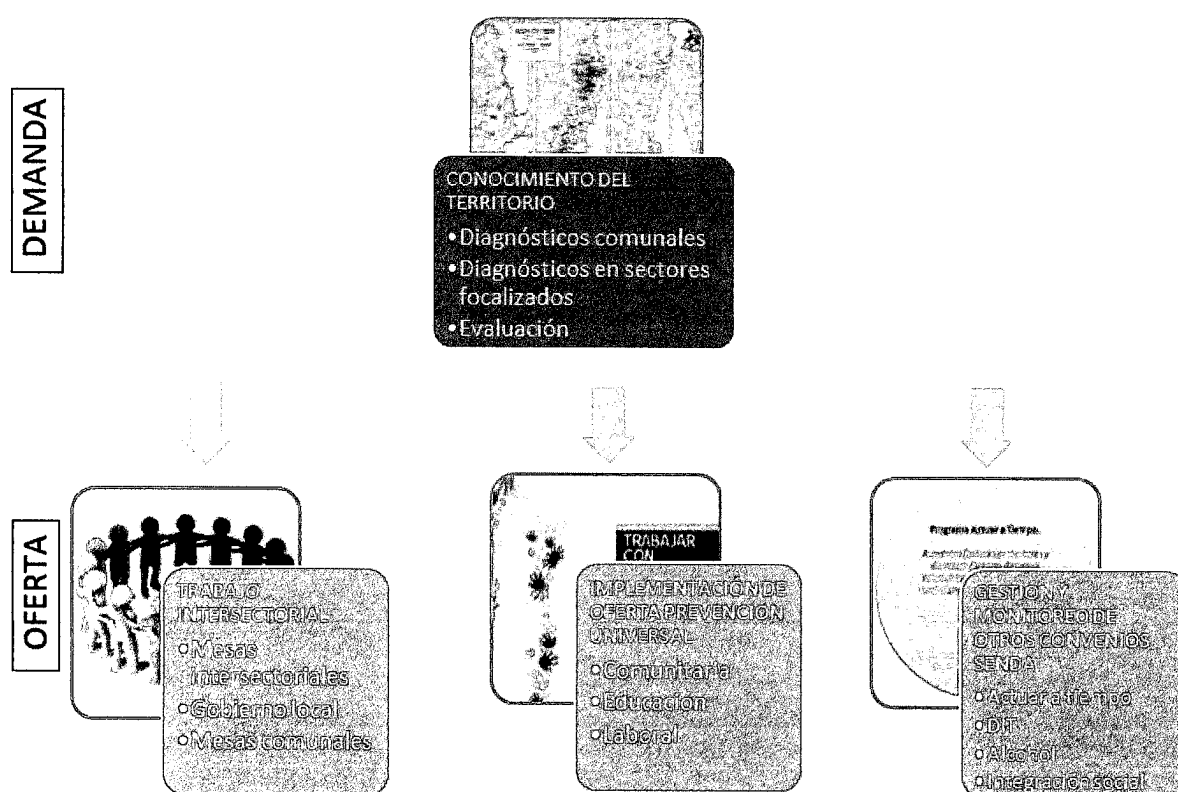 DEMANDA
CONOCIMIENTO DEL
TERRITORIO
•Diagnósticos comunales
•Diagnósticos en sectores
focalizados
•Evaluación
OFERTA
TRABAJO
INTERSECTORIAL
•Mesas
intersectoriales
•Gobierno local
•Mesas comunales
TRABAJAR
CON
IMPLEMENTACIÓN DE
OFERTA PREVENCIÓN
UNIVERSAL
•Comunitaria
•Educación
•Laboral
Programa Actuar a Tiempo
GESTIÓN Y
MONITOREO DE
OTROS CONVENIOS
SENDA
•Actuar a tiempo
•DIT
•Alcohol
•Integración social